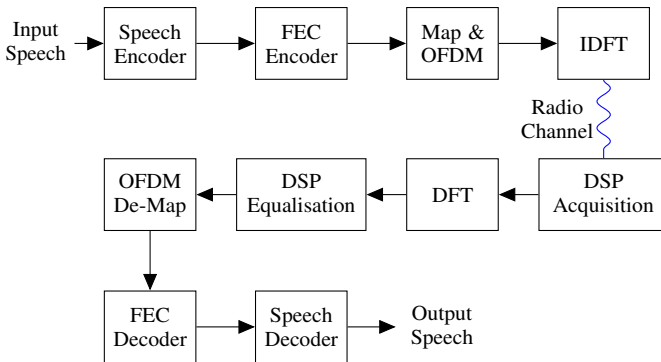 Input
Speech
Speech
Encoder
FEC
Encoder
Map &
OFDM
IDFT
Radio
Channel
OFDM
De-Map
DSP
Equalisation
DFT
DSP
Acquisition
FEC
Decoder
Speech
Decoder
Output
Speech